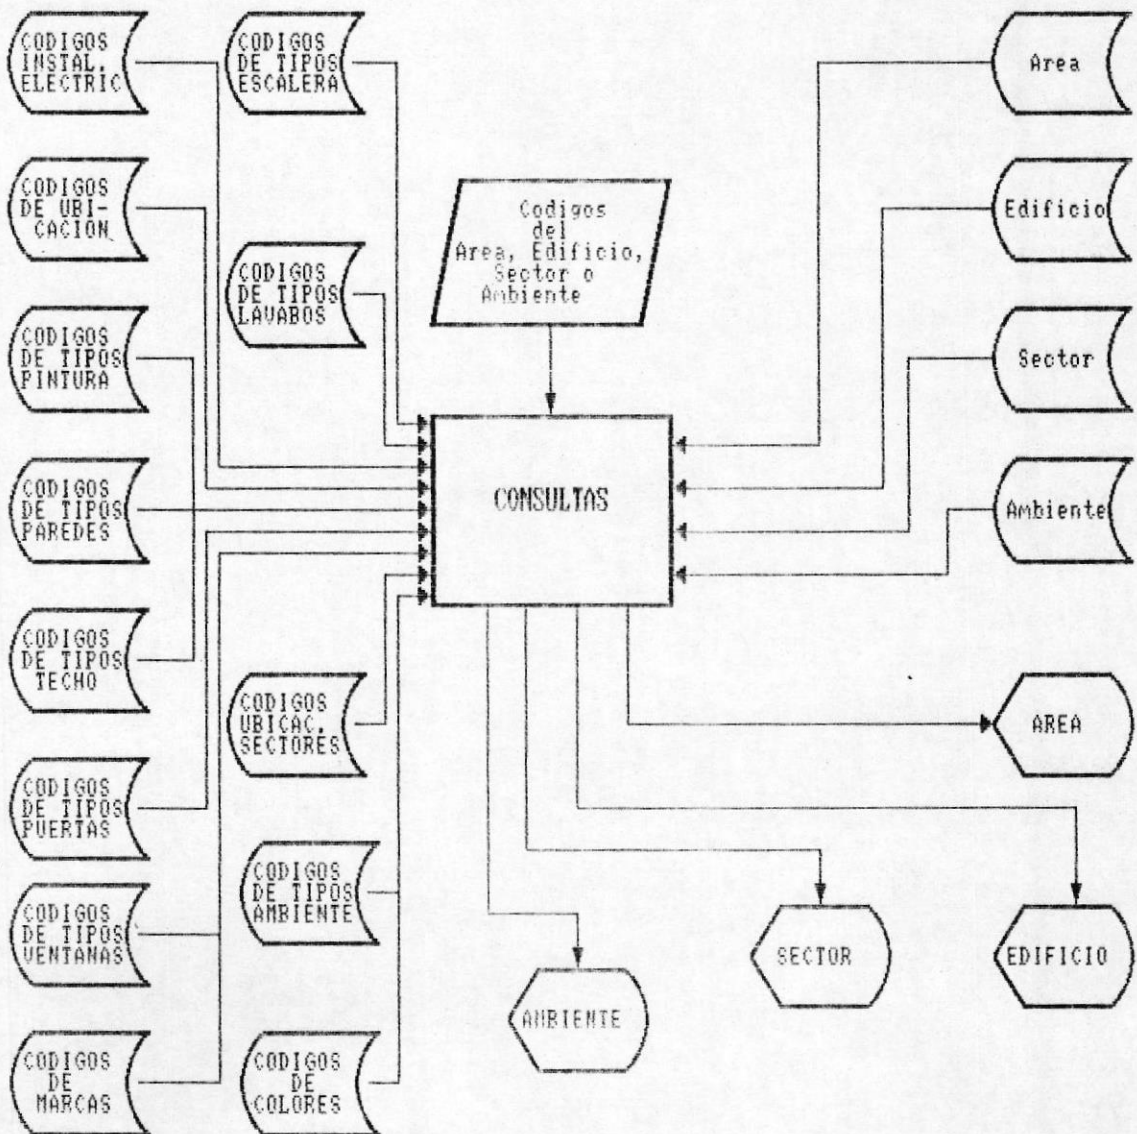 CODIGOS
INSTAL.
ELECTRIC
CODIGOS
DE TIPOS
ESCALERA
Area
CODIGOS
DE UBI-
CACION
Codigos
del
Area, Edificio,
Sector o
Ambiente
Edificio
CODIGOS
DE TIPOS
LAVABOS
CODIGOS
DE TIPOS
PINTURA
Sector
CODIGOS
DE TIPOS
PAREDES
CONSULTAS
Ambiente
CODIGOS
DE TIPOS
TECHO
CODIGOS
UBICAC.
SECTORES
AREA
CODIGOS
DE TIPOS
PUERTAS
CODIGOS
DE TIPOS
AMBIENTE
CODIGOS
DE TIPOS
VENTANAS
SECTOR
EDIFICIO
AMBIENTE
CODIGOS
DE
MARCAS
CODIGOS
DE
COLORES